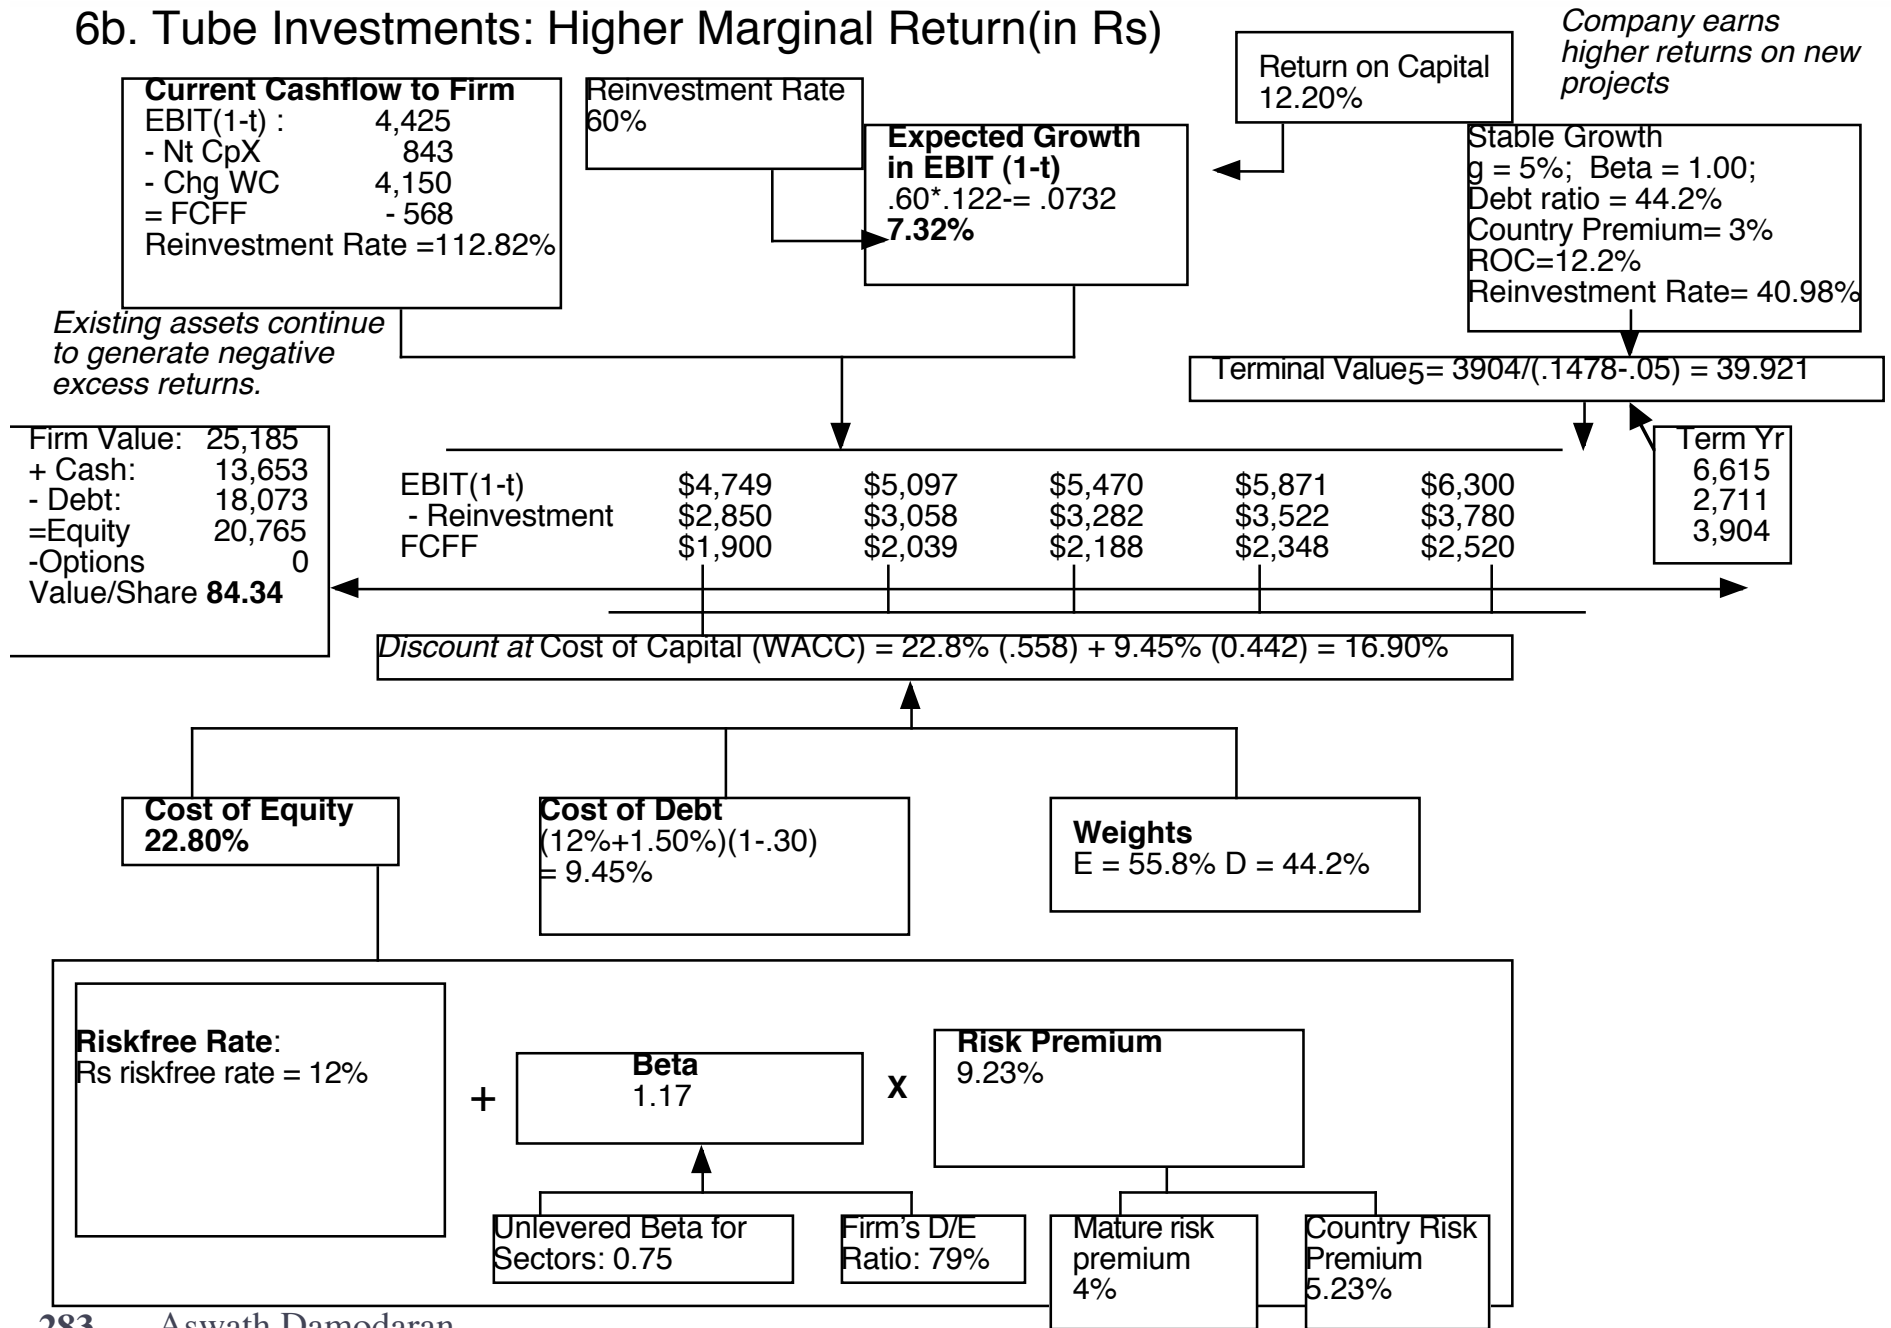 6b. Tube Investments: Higher Marginal Return(in Rs)
Company earns
higher returns on new
projects
Return on Capital
12.20%
Current Cashflow to Firm
EBIT(1-t) : 4,425
- Nt CpX 843
- Chg WC 4,150
= FCFF - 568
Reinvestment Rate =112.82%
Reinvestment Rate
60%
Expected Growth
in EBIT (1-t)
.60*.122-= .0732
7.32%
Stable Growth
g = 5%; Beta = 1.00;
Debt ratio = 44.2%
Country Premium= 3%
ROC=12.2%
Reinvestment Rate= 40.98%
Existing assets continue
to generate negative
excess returns.
Terminal Value5= 3904/(.1478-.05) = 39.921
Firm Value: 25,185
+ Cash: 13,653
- Debt: 18,073
=Equity 20,765
-Options 0
Value/Share 84.34
EBIT(1-t) $4,749 $5,097 $5,470 $5,871 $6,300
- Reinvestment $2,850 $3,058 $3,282 $3,522 $3,780
FCFF $1,900 $2,039 $2,188 $2,348 $2,520
Term Yr
6,615
2,711
3,904
Discount at Cost of Capital (WACC) = 22.8% (.558) + 9.45% (0.442) = 16.90%
Cost of Equity
22.80%
Cost of Debt
(12%+1.50%)(1-.30)
= 9.45%
Weights
E = 55.8% D = 44.2%
Riskfree Rate:
Rs riskfree rate = 12%
+
Beta
1.17
X
Risk Premium
9.23%
Unlevered Beta for
Sectors: 0.75
Firm's D/E
Ratio: 79%
Mature risk
premium
4%
Country Risk
Premium
5.23%
283 Aswath Damodaran